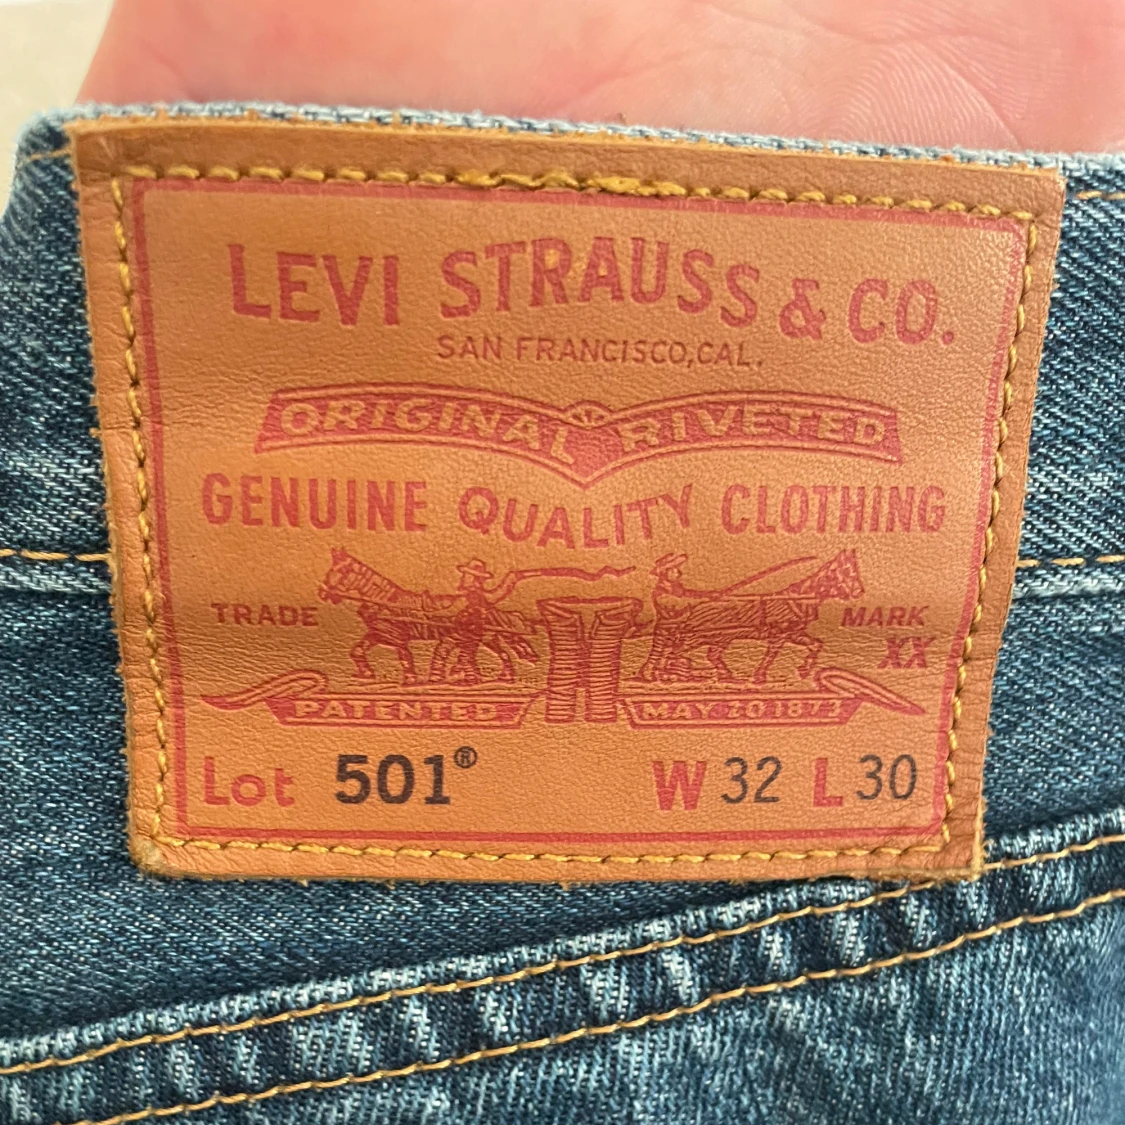 LEVI STRAUSS & CO.
SAN FRANCISCO, CAL.
ORIGINAL RIVETED
GENUINE QUALITY CLOTHING
TRADE MARK
XX
PATENTED MAY 20 1873
Lot 501® W 32 L 30